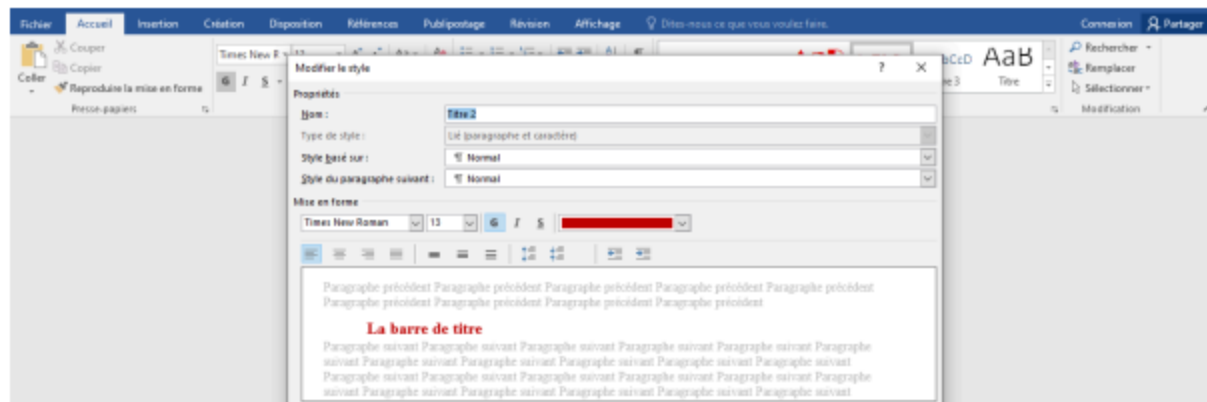 Fichier Accueil Insertion Création Disposition Références Publipostage Révision Affichage Dites-nous ce que vous voulez faire. Connexion Partager
Couper
Copier
Coller
Reproduire la mise en forme
Presse-papiers
Times New R
G I S
AaB
Titre
Rechercher
Remplacer
Sélectionner
Modification
Modifier le style ? ×
Propriétés
Nom : Titre 2
Type de style : Lié (paragraphe et caractère)
Style basé sur : ¶ Normal
Style du paragraphe suivant : ¶ Normal
Mise en forme
Times New Roman 13 G I S
Paragraphe précédent Paragraphe précédent Paragraphe précédent Paragraphe précédent Paragraphe précédent
Paragraphe précédent Paragraphe précédent Paragraphe précédent Paragraphe précédent
La barre de titre
Paragraphe suivant Paragraphe suivant Paragraphe suivant Paragraphe suivant Paragraphe
suivant Paragraphe suivant Paragraphe suivant Paragraphe suivant Paragraphe suivant
Paragraphe suivant Paragraphe suivant Paragraphe suivant Paragraphe suivant Paragraphe
suivant Paragraphe suivant Paragraphe suivant Paragraphe suivant Paragraphe suivant